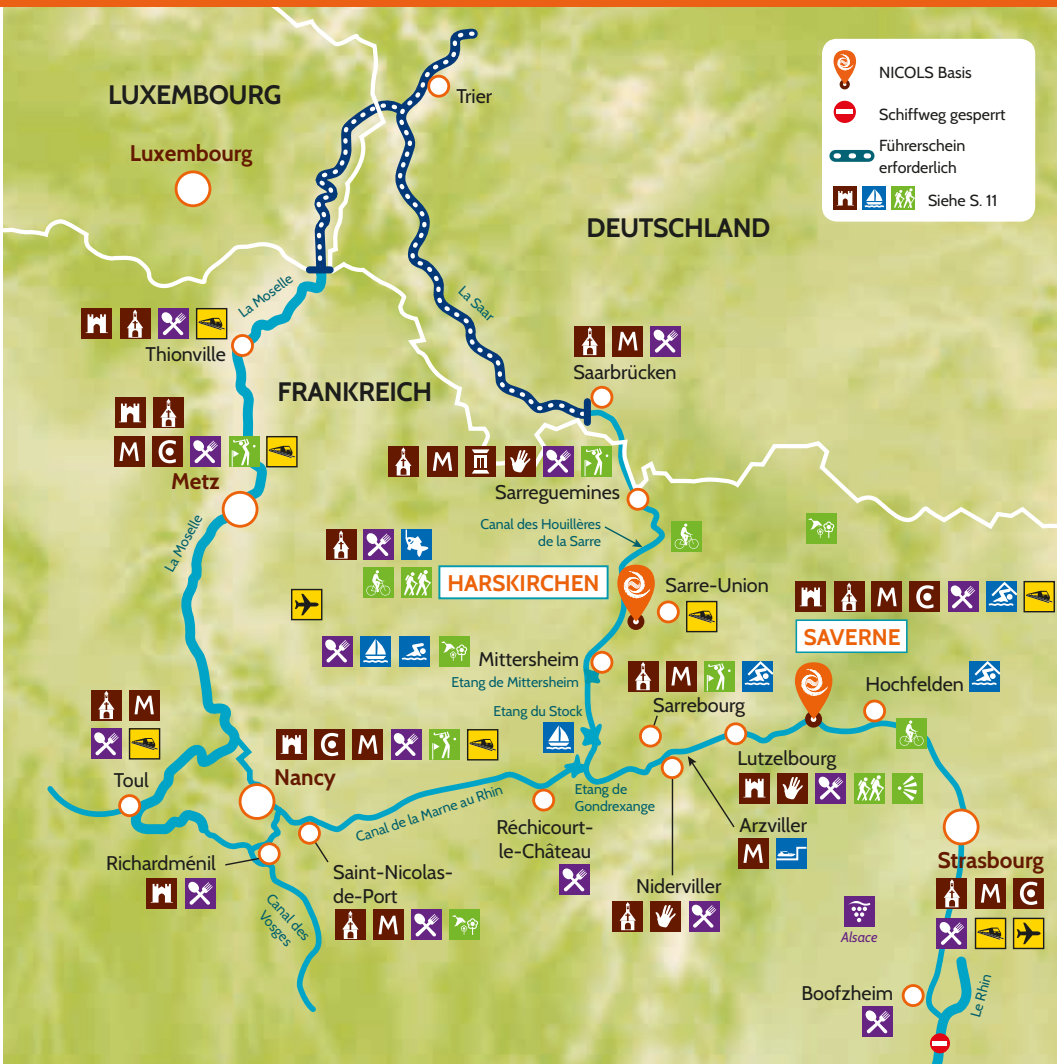 LUXEMBOURG
Luxembourg
Trier
NICOLS Basis
Schiffweg gesperrt
Führerschein
erforderlich
Siehe S. 11
DEUTSCHLAND
La Moselle
La Saar
Thionville
FRANKREICH
Saarbrücken
M
M
C
Metz
M
Sarreguemines
La Moselle
Canal des Houillères
de la Sarre
HARSKIRCHEN
Sarre-Union
M
C
SAVERNE
Mittersheim
Etang de Mittersheim
M
Sarrebourg
Hochfelden
Etang du Stock
M
Toul
C
M
Nancy
Lutzelbourg
Canal de la Marne au Rhin
Etang de
Gondrexange
Réchicourt-
le-Château
Arzviller
M
Strasbourg
M
C
Richardménil
Saint-Nicolas-
de-Port
M
Niderviller
Canal des
Vosges
Alsace
Boofzheim
Le Rhin